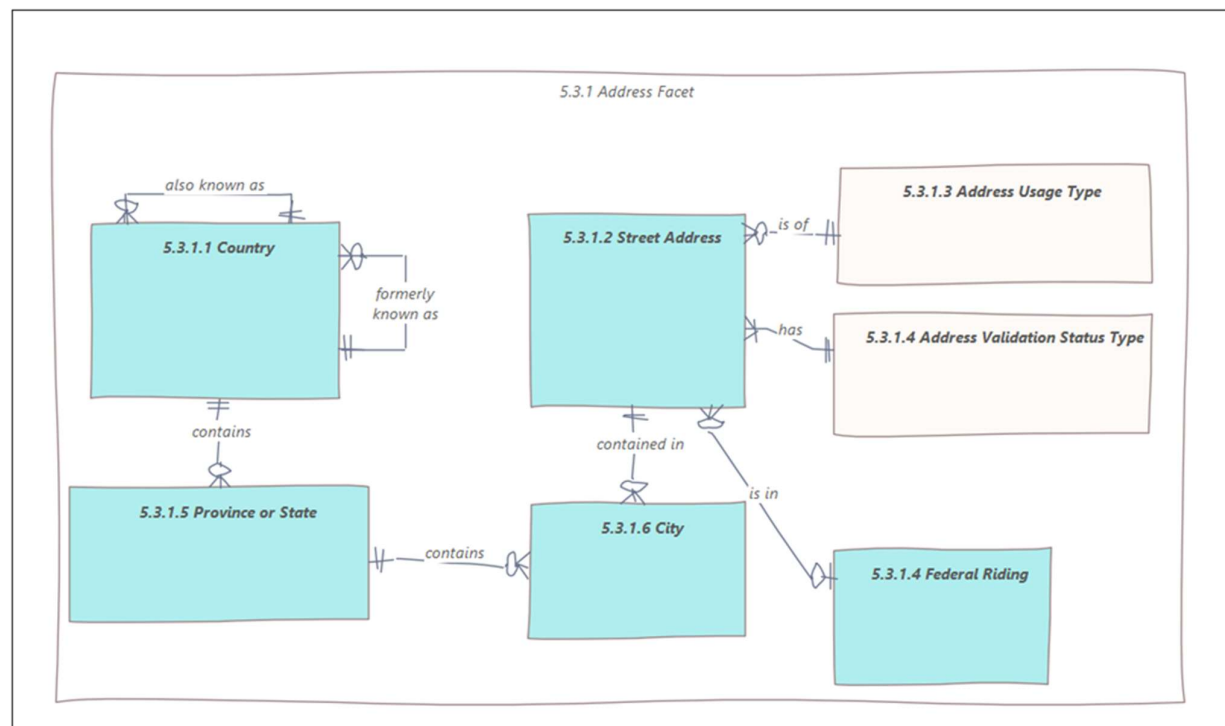 5.3.1 Address Facet
also known as
5.3.1.1 Country
formerly
known as
contains
5.3.1.2 Street Address
is of
5.3.1.3 Address Usage Type
has
5.3.1.4 Address Validation Status Type
contained in
is in
5.3.1.5 Province or State
contains
5.3.1.6 City
5.3.1.4 Federal Riding